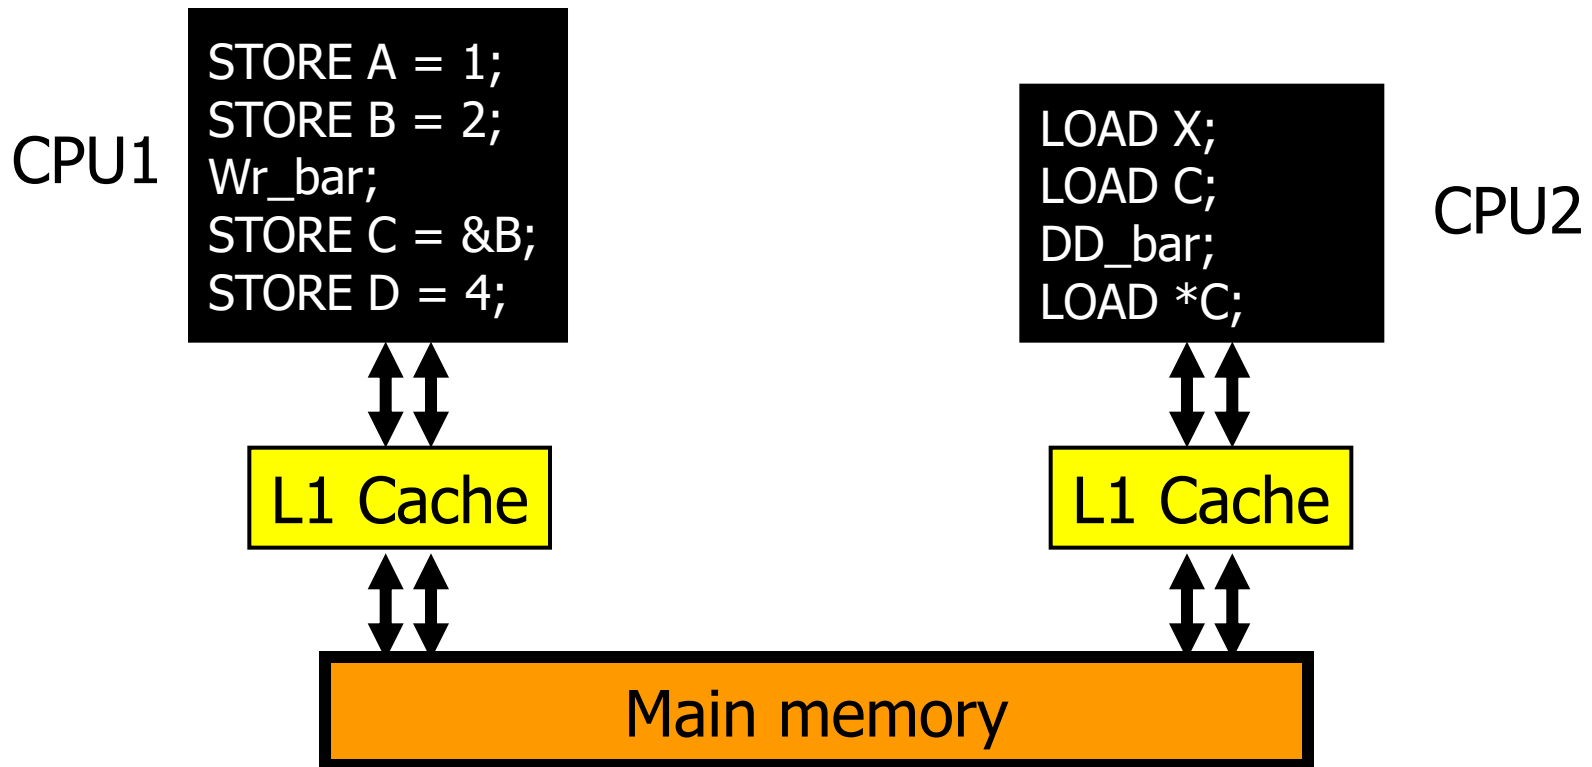 CPU1
STORE A = 1;
STORE B = 2;
Wr_bar;
STORE C = &B;
STORE D = 4;
LOAD X;
LOAD C;
DD_bar;
LOAD *C;
CPU2
L1 Cache
L1 Cache
Main memory